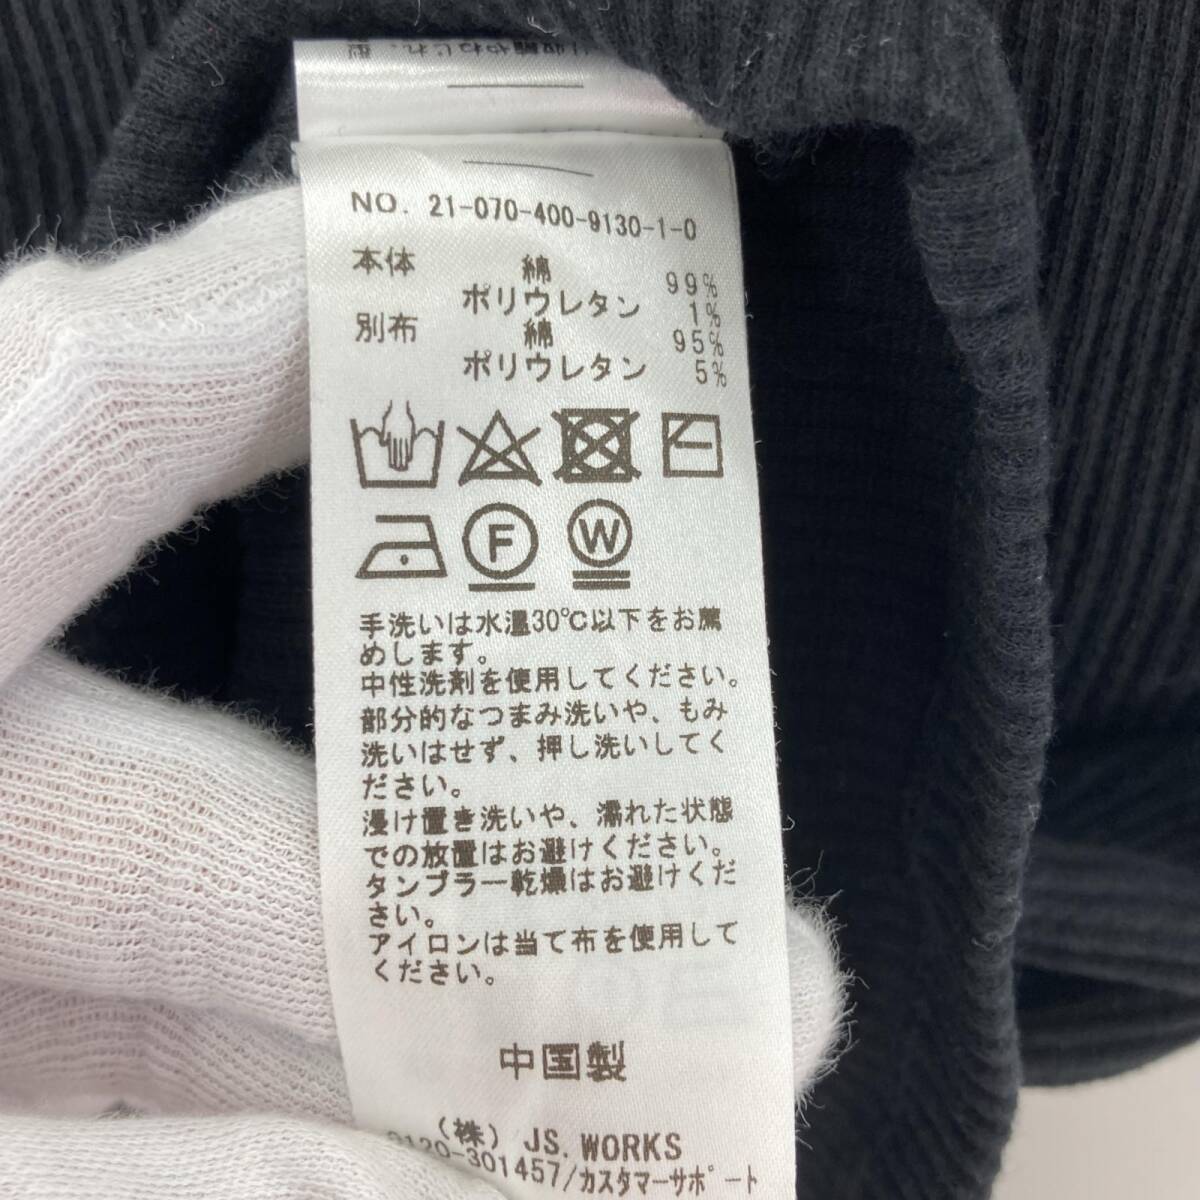 NO. 21-070-400-9130-1-0
本体 綿 99%
ポリウレタン 1%
別布 綿 95%
ポリウレタン 5%
F W
手洗いは水温30℃以下をお薦
めします。
中性洗剤を使用してください。
部分的なつまみ洗いや、もみ
洗いはせず、押し洗いしてく
ださい。
浸け置き洗いや、濡れた状態
での放置はお避けください。
タンブラー乾燥はお避けくだ
さい。
アイロンは当て布を使用して
ください。
中国製
(株) JS. WORKS
0120-301457/カスタマーサポート